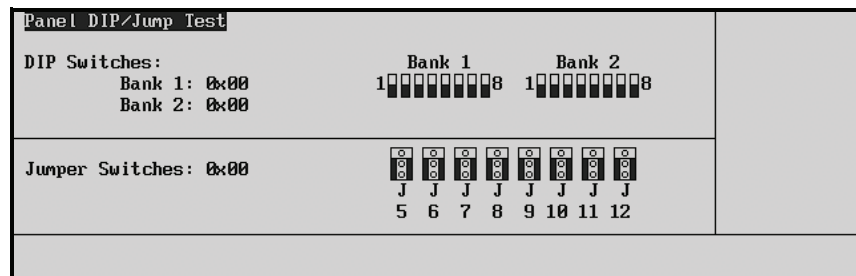 Panel DIP/Jump Test
DIP Switches:
Bank 1: 0x00
Bank 2: 0x00
Bank 1 Bank 2
1 8 1 8
Jumper Switches: 0x00
J J J J J J J J
5 6 7 8 9 10 11 12